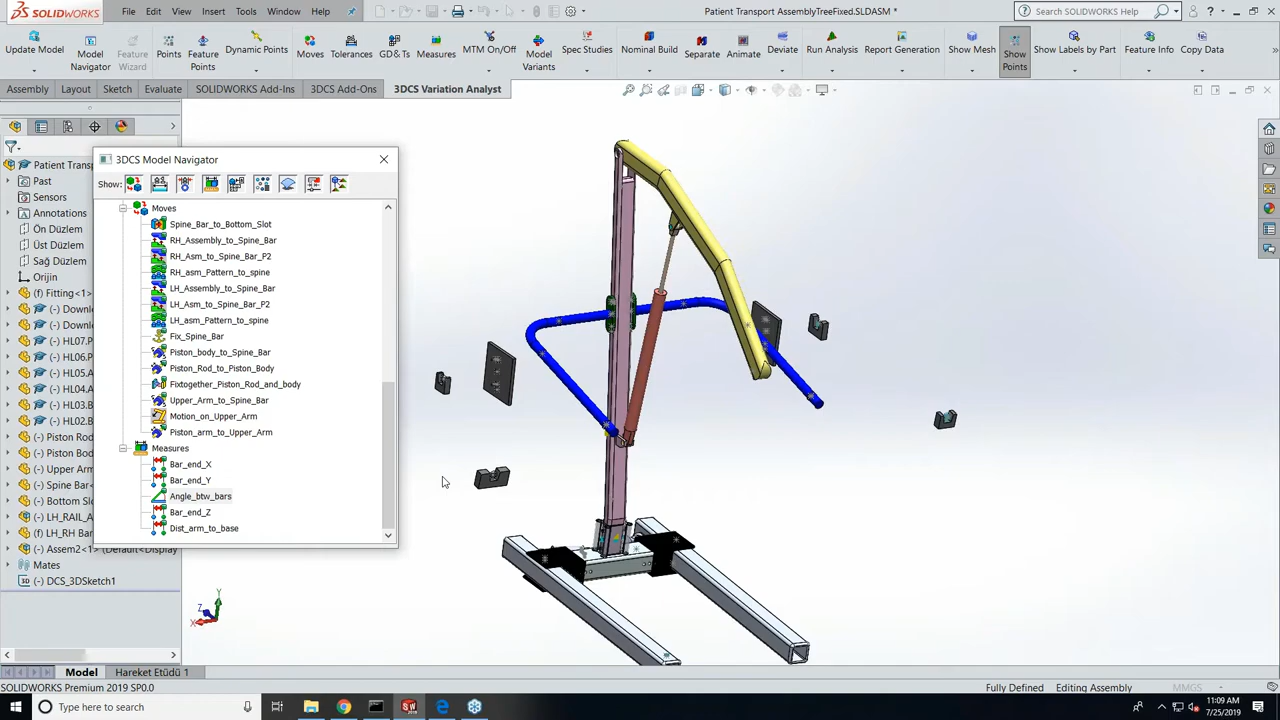 SOLIDWORKS
File Edit View Insert Tools Window Help
Patient Transport AssemblyTreeFixed.SLDASM *
Search SOLIDWORKS Help
Update Model
Model Navigator
Feature Wizard
Points
Feature Points
Dynamic Points
Moves
Tolerances
GD& Ts
Measures
MTM On/Off
Model Variants
Spec Studies
Nominal Build
Separate
Animate
Deviate
Run Analysis
Report Generation
Show Mesh
Show Points
Show Labels by Part
Feature Info
Copy Data
Assembly Layout Sketch Evaluate SOLIDWORKS Add-Ins 3DCS Add-Ons 3DCS Variation Analyst
Patient Transp
Past
Sensors
Annotations
Ön Düzlem
Üst Düzlem
Sağ Düzlem
Orijin
(f) Fitting<1>
(-) Downle
(-) Downle
(-) HL07.P
(-) HL06.P
(-) HL05.A
(-) HL04.A
(-) HL03.B
(-) HL02.B
(-) Piston Rod
(-) Piston Body
(-) Upper Arm
(-) Spine Bar
(-) Bottom Slot
(-) LH_RAIL_A
(f) LH_RH Bar
(-) Assem2<1> (Default<Display
Mates
3D (-) DCS_3DSketch1
3DCS Model Navigator
Show:
Moves
Spine_Bar_to_Bottom_Slot
RH_Assembly_to_Spine_Bar
RH_Asm_to_Spine_Bar_P2
RH_asm_Pattern_to_spine
LH_Assembly_to_Spine_Bar
LH_Asm_to_Spine_Bar_P2
LH_asm_Pattern_to_spine
Fix_Spine_Bar
Piston_body_to_Spine_Bar
Piston_Rod_to_Piston_Body
Fixtogether_Piston_Rod_and_body
Upper_Arm_to_Spine_Bar
Motion_on_Upper_Arm
Piston_arm_to_Upper_Arm
Measures
Bar_end_X
Bar_end_Y
Angle_btw_bars
Bar_end_Z
Dist_arm_to_base
Y
Z
X
Model Hareket Etüdü 1
SOLIDWORKS Premium 2019 SP0.0
Fully Defined Editing Assembly MMGS
Type here to search
11:09 AM
7/25/2019